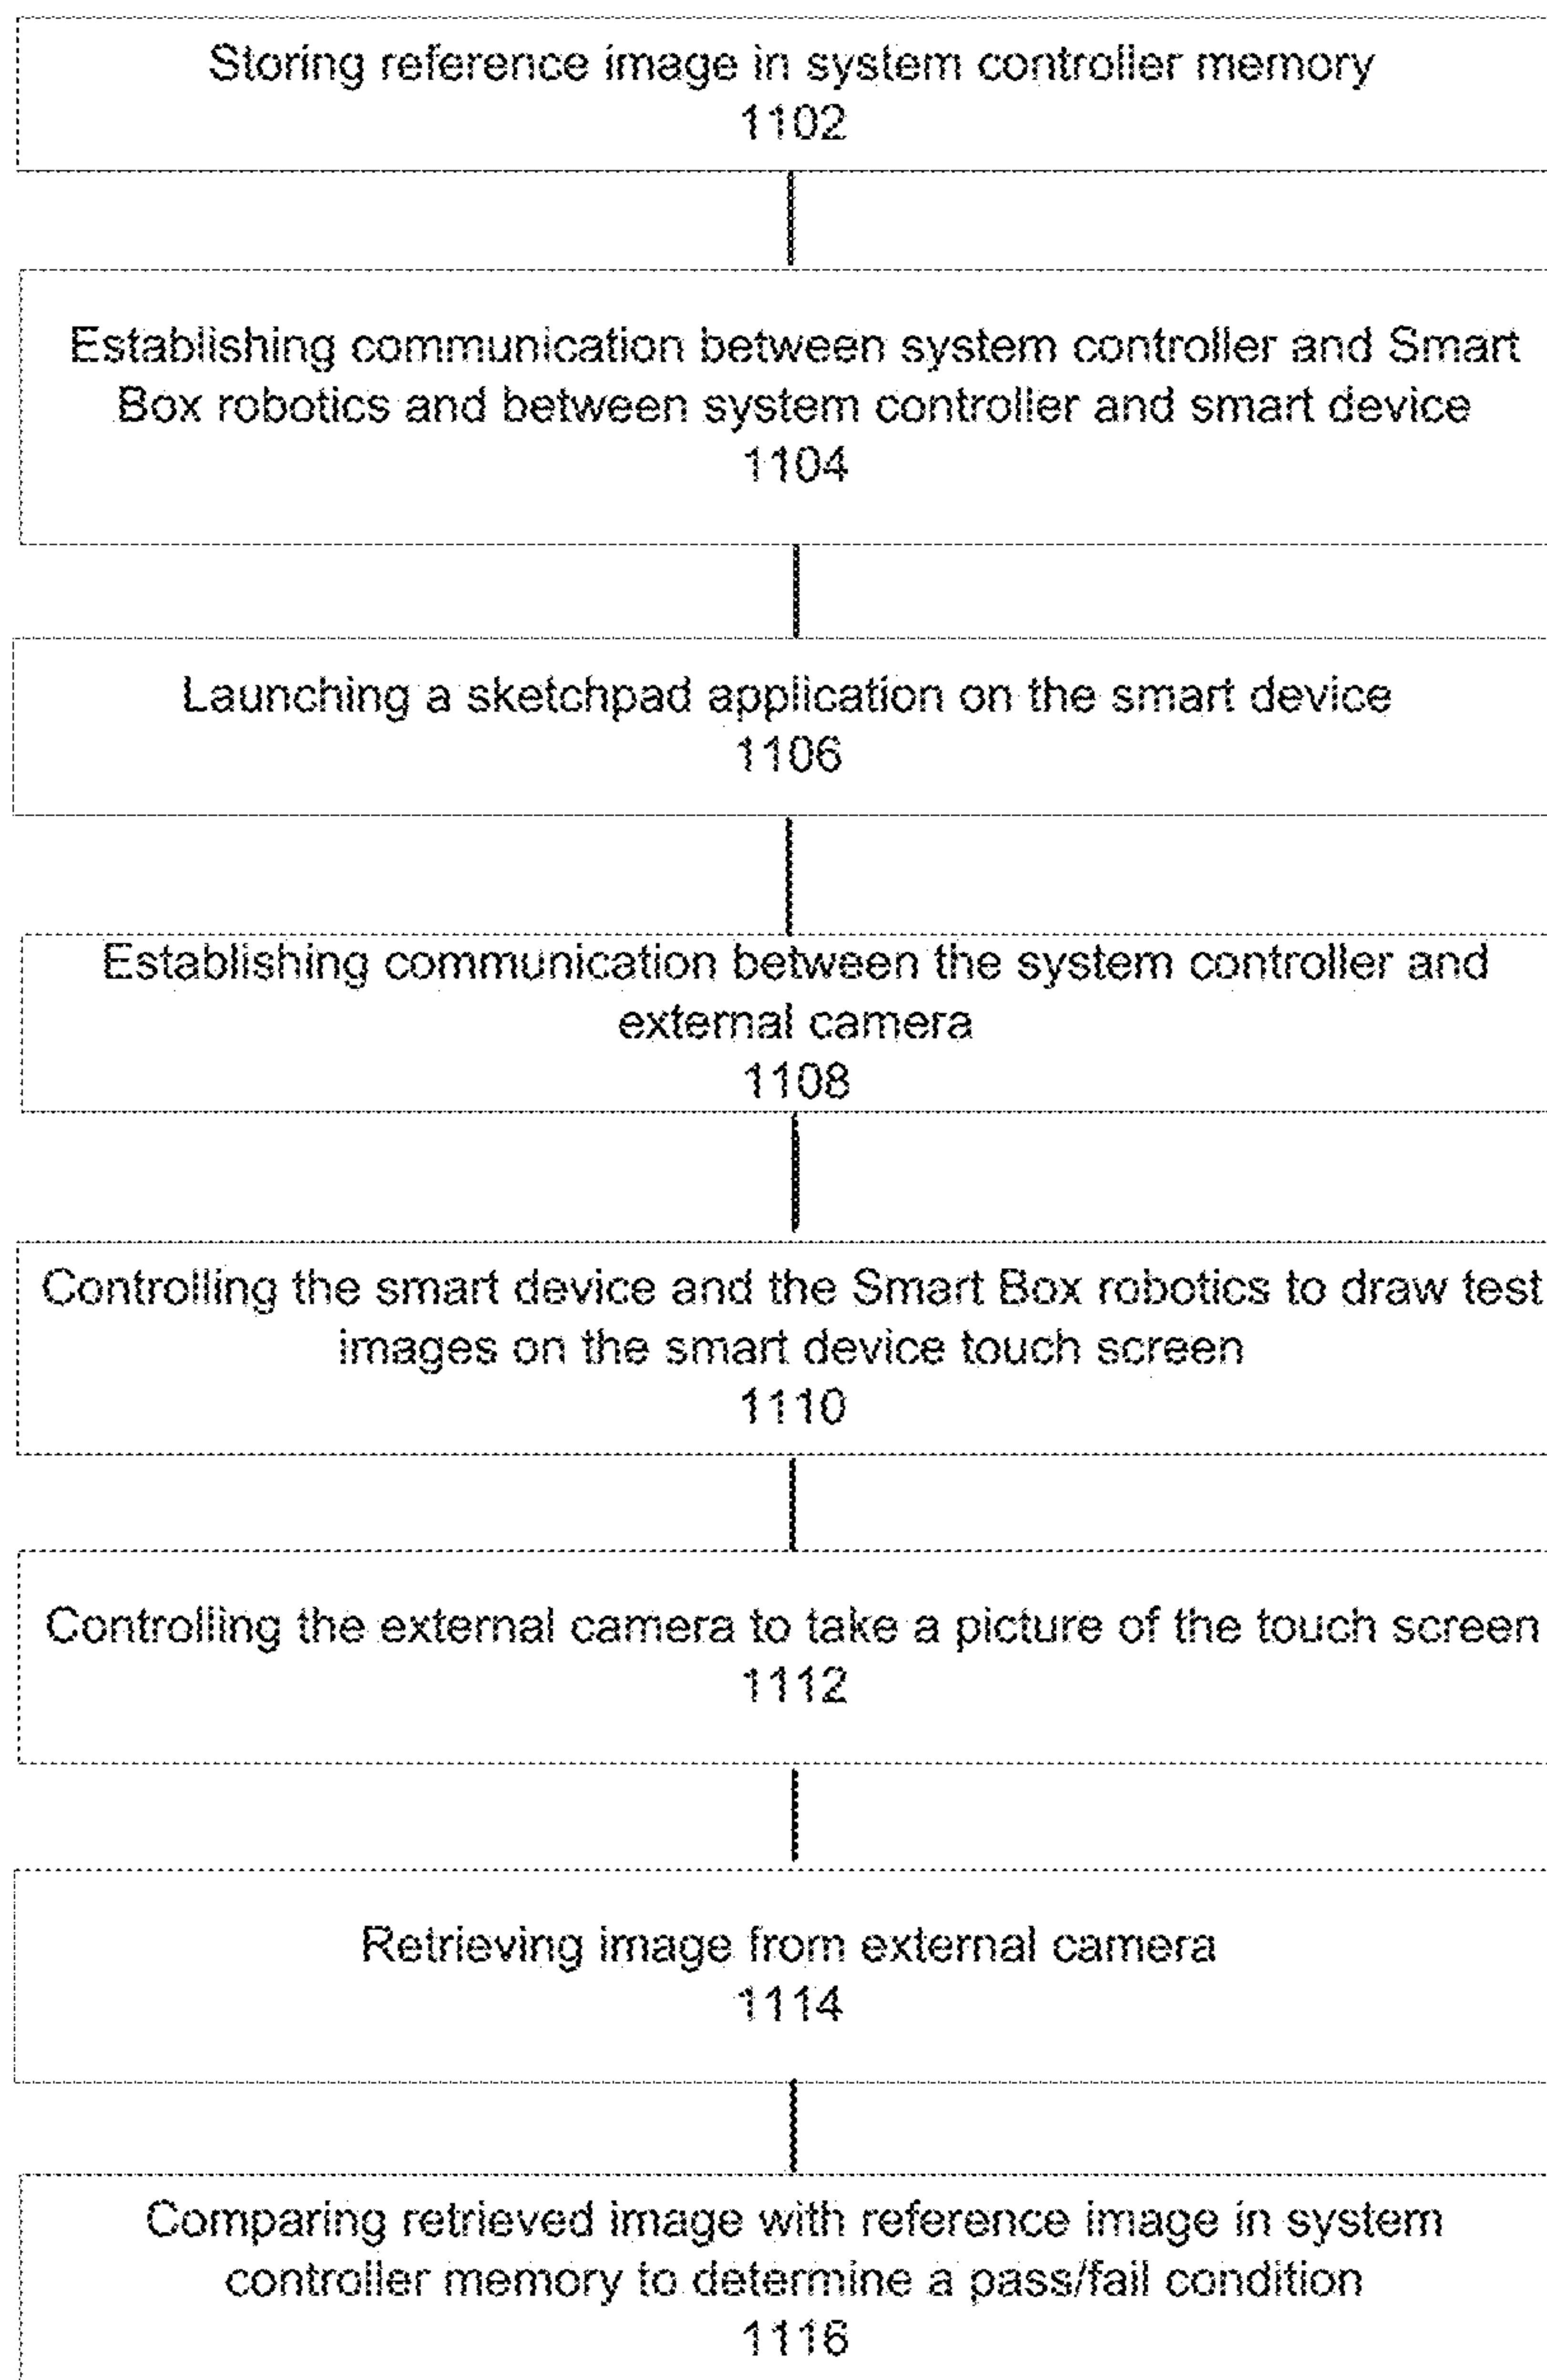 Storing reference image in system controller memory
1102
Establishing communication between system controller and Smart
Box robotics and between system controller and smart device
1104
Launching a sketchpad application on the smart device
1106
Establishing communication between the system controller and
external camera
1108
Controlling the smart device and the Smart Box robotics to draw test
images on the smart device touch screen
1110
Controlling the external camera to take a picture of the touch screen
1112
Retrieving image from external camera
1114
Comparing retrieved image with reference image in system
controller memory to determine a pass/fail condition
1116